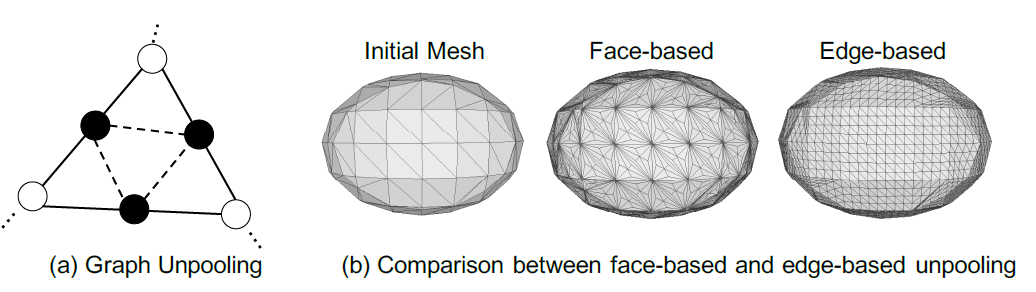 Initial Mesh
Face-based
Edge-based
(a) Graph Unpooling
(b) Comparison between face-based and edge-based unpooling